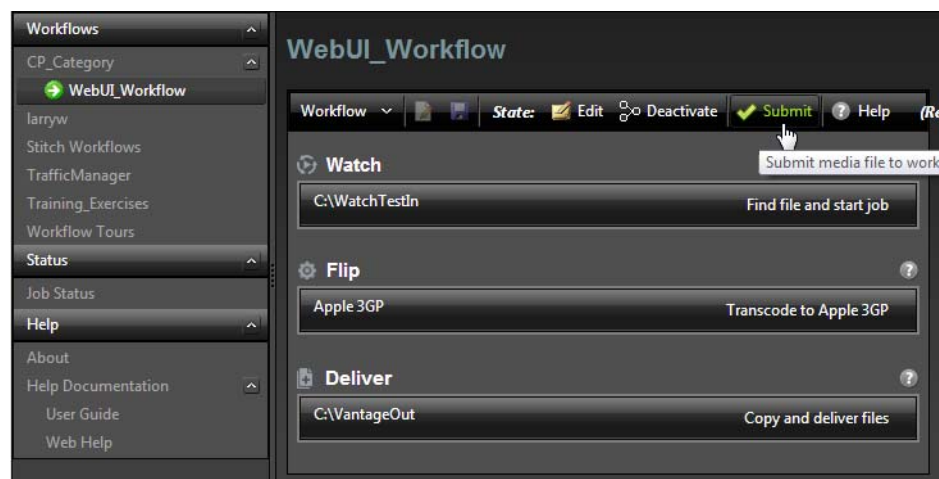 Workflows
CP_Category
WebUI_Workflow
larryw
Stitch Workflows
TrafficManager
Training_Exercises
Workflow Tours
Status
Job Status
Help
About
Help Documentation
User Guide
Web Help
WebUI_Workflow
Workflow State: Edit Deactivate Submit ? Help (Re
Submit media file to work
Watch
C:\WatchTestIn Find file and start job
Flip ?
Apple 3GP Transcode to Apple 3GP
Deliver ?
C:\VantageOut Copy and deliver files